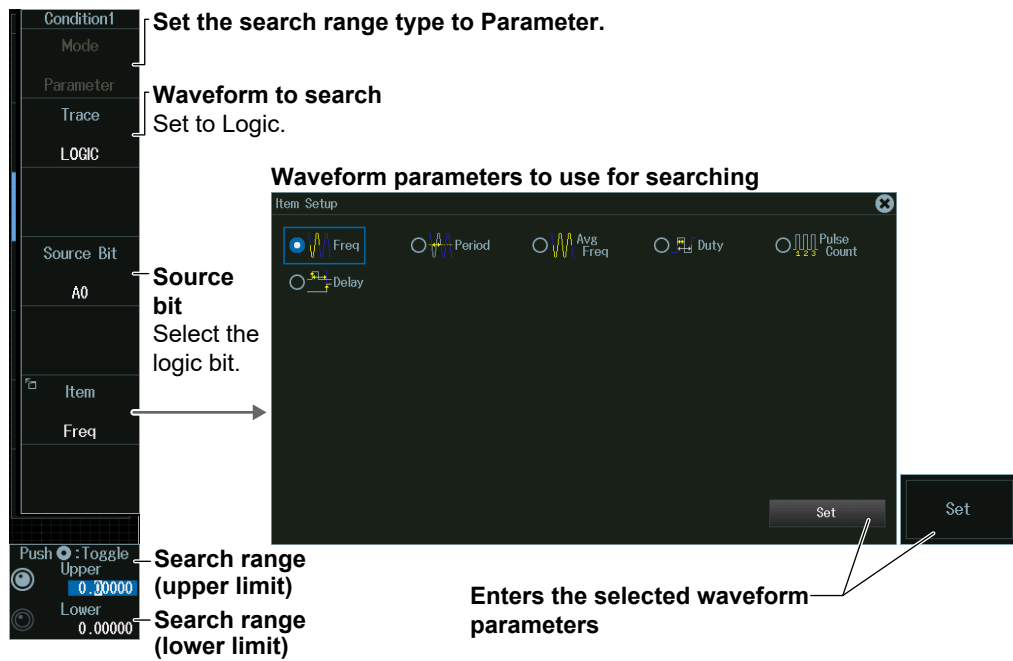 Condition1
Mode
Parameter
Set the search range type to Parameter.
Trace
LOGIC
Waveform to search
Set to Logic.
Source Bit
A0
Source
bit
Select the
logic bit.
Item
Freq
Waveform parameters to use for searching
Item Setup
Freq
Period
Avg
Freq
Duty
Pulse
Count
1 2 3
Delay
Set
Set
Enters the selected waveform
parameters
Push :Toggle
Upper
0.00000
Lower
0.00000
Search range
(upper limit)
Search range
(lower limit)